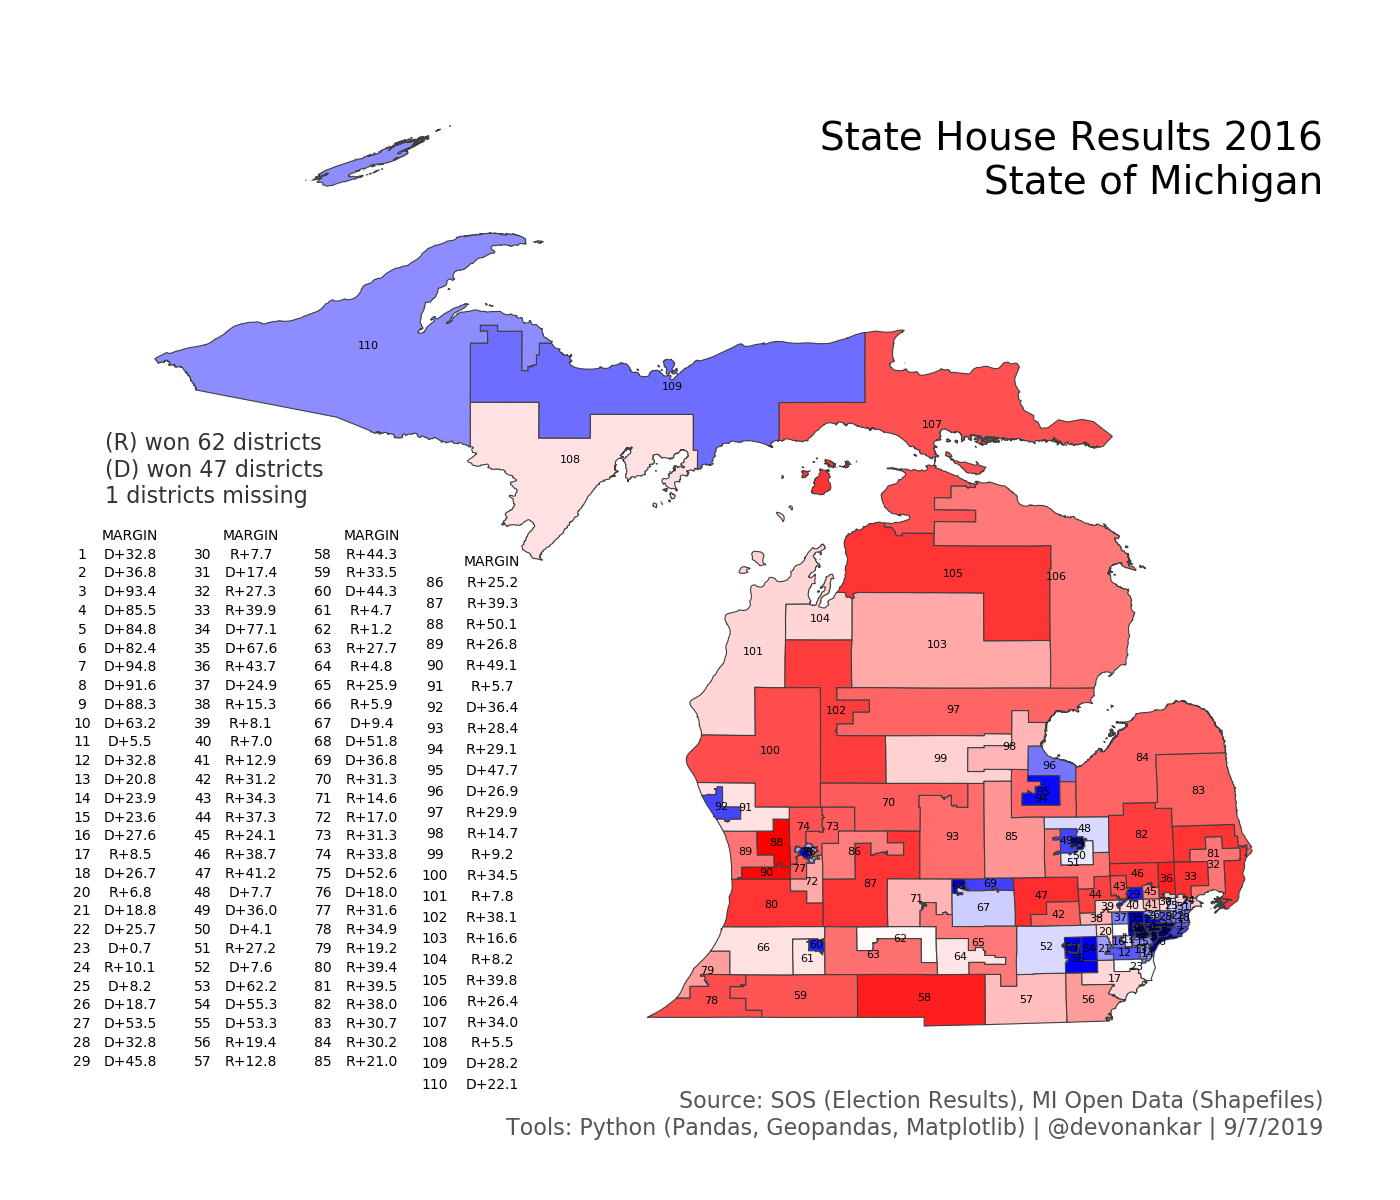 State House Results 2016
State of Michigan
(R) won 62 districts
(D) won 47 districts
1 districts missing
MARGIN
1 D+32.8
2 D+36.8
3 D+93.4
4 D+85.5
5 D+84.8
6 D+82.4
7 D+94.8
8 D+91.6
9 D+88.3
10 D+63.2
11 D+5.5
12 D+32.8
13 D+20.8
14 D+23.9
15 D+23.6
16 D+27.6
17 R+8.5
18 D+26.7
20 R+6.8
21 D+18.8
22 D+25.7
23 D+0.7
24 R+10.1
25 D+8.2
26 D+18.7
27 D+53.5
28 D+32.8
29 D+45.8
MARGIN
30 R+7.7
31 D+17.4
32 R+27.3
33 R+39.9
34 D+77.1
35 D+67.6
36 R+43.7
37 D+24.9
38 R+15.3
39 R+8.1
40 R+7.0
41 R+12.9
42 R+31.2
43 R+34.3
44 R+37.3
45 R+24.1
46 R+38.7
47 R+41.2
48 D+7.7
49 D+36.0
50 D+4.1
51 R+27.2
52 D+7.6
53 D+62.2
54 D+55.3
55 D+53.3
56 R+19.4
57 R+12.8
MARGIN
58 R+44.3
59 R+33.5
60 D+44.3
61 R+4.7
62 R+1.2
63 R+27.7
64 R+4.8
65 R+25.9
66 R+5.9
67 D+9.4
68 D+51.8
69 D+36.8
70 R+31.3
71 R+14.6
72 R+17.0
73 R+31.3
74 R+33.8
75 D+52.6
76 D+18.0
77 R+31.6
78 R+34.9
79 R+19.2
80 R+39.4
81 R+39.5
82 R+38.0
83 R+30.7
84 R+30.2
85 R+21.0
MARGIN
86 R+25.2
87 R+39.3
88 R+50.1
89 R+26.8
90 R+49.1
91 R+5.7
92 D+36.4
93 R+28.4
94 R+29.1
95 D+47.7
96 D+26.9
97 R+29.9
98 R+14.7
99 R+9.2
100 R+34.5
101 R+7.8
102 R+38.1
103 R+16.6
104 R+8.2
105 R+39.8
106 R+26.4
107 R+34.0
108 R+5.5
109 D+28.2
110 D+22.1
110
109
107
108
105
106
104
103
101
102
97
100
98
99
96
84
95
94
83
92
91
70
74
73
48
82
88
93
85
49
89
86
50
81
51
32
77
90
72
87
46
36
33
80
71
69
67
47
43
44
29
45
42
39
40
41
38
37
62
20
66
60
61
63
64
65
52
21
12
79
23
17
78
59
58
57
56
Source: SOS (Election Results), MI Open Data (Shapefiles)
Tools: Python (Pandas, Geopandas, Matplotlib) | @devonankar | 9/7/2019